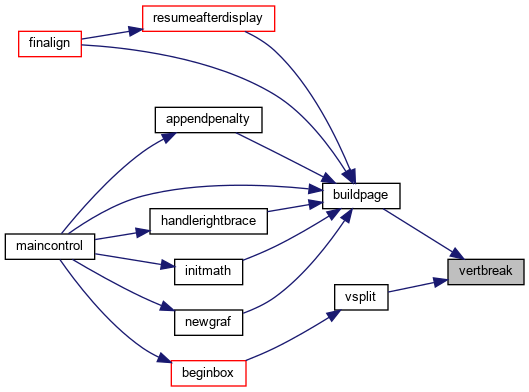 resumeafterdisplay
finalign
appendpenalty
buildpage
handlerightbrace
maincontrol
initmath
vertbreak
vsplit
newgraf
beginbox